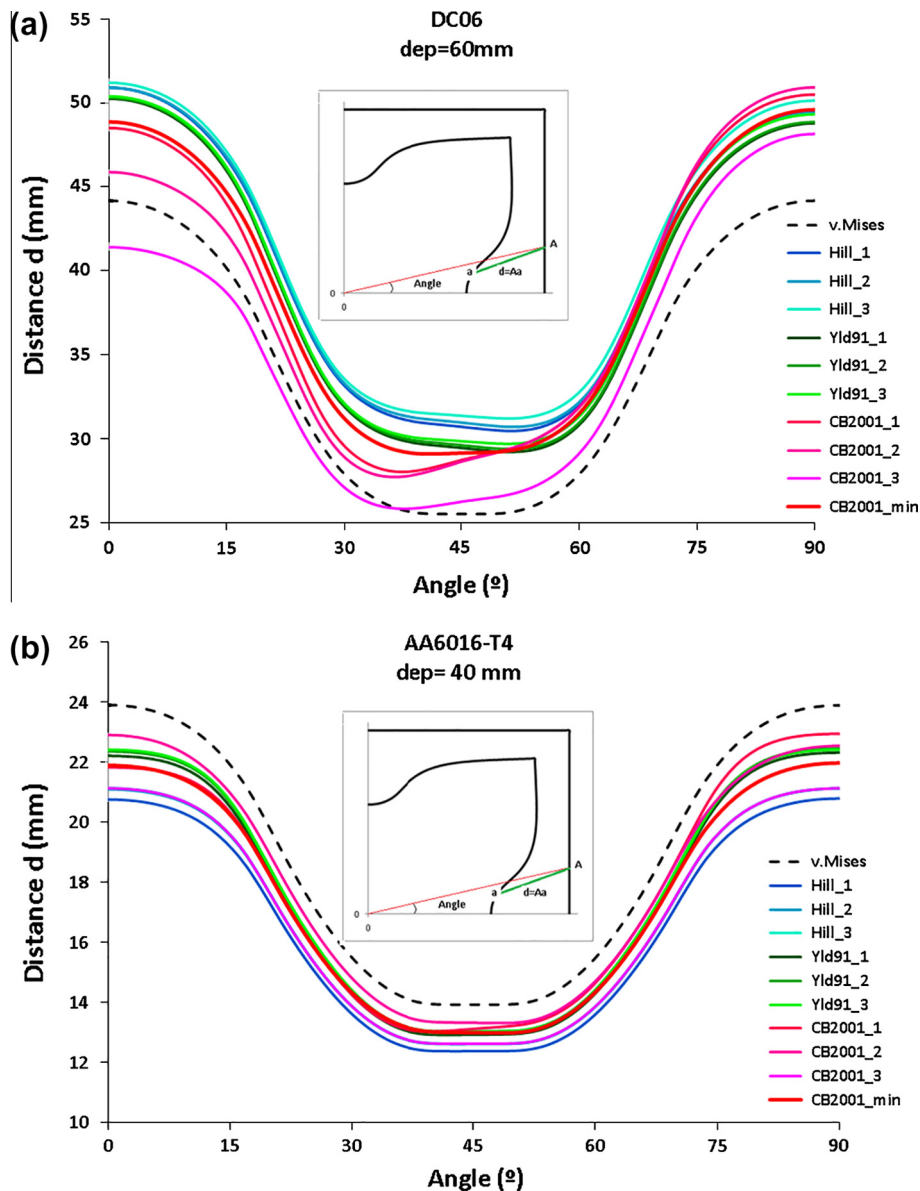 (a)
DC06
dep=60mm
Distance d (mm)
55
50
45
40
35
30
25
0
15
30
45
60
75
90
Angle (º)
A
a
d=Aa
Angle
0
0
v.Mises
Hill_1
Hill_2
Hill_3
Yld91_1
Yld91_2
Yld91_3
CB2001_1
CB2001_2
CB2001_3
CB2001_min
(b)
AA6016-T4
dep= 40 mm
Distance d (mm)
26
24
22
20
18
16
14
12
10
0
15
30
45
60
75
90
Angle (º)
A
a
d=Aa
Angle
0
0
v.Mises
Hill_1
Hill_2
Hill_3
Yld91_1
Yld91_2
Yld91_3
CB2001_1
CB2001_2
CB2001_3
CB2001_min